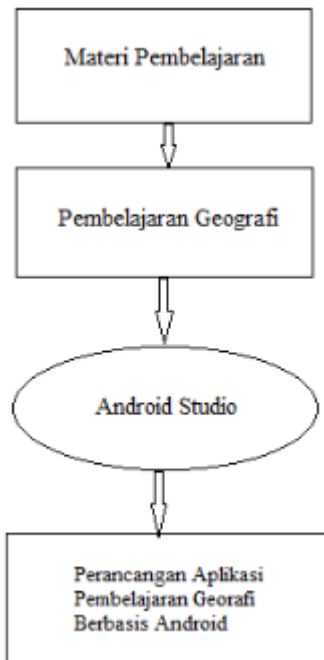 Materi Pembelajaran
Pembelajaran Geografi
Android Studio
Perancangan Aplikasi
Pembelajaran Georafi
Berbasis Android